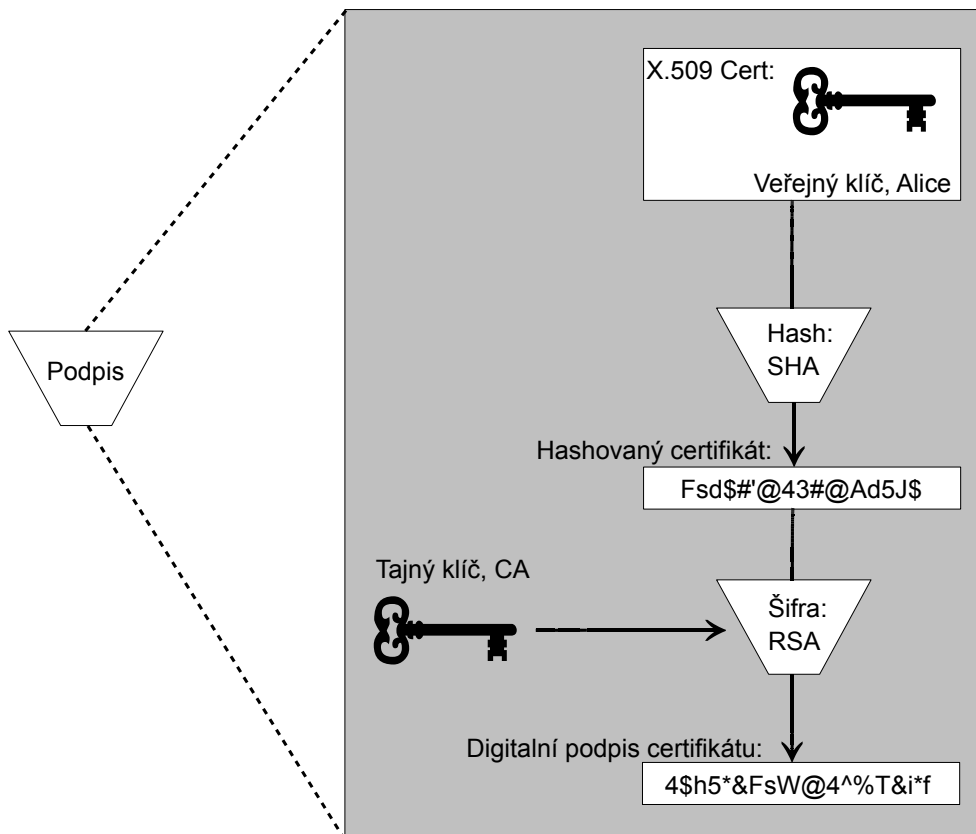 X.509 Cert:
Veřejný klíč, Alice
Podpis
Hash:
SHA
Hashovaný certifikát:
Fsd$#'@43#@Ad5J$
Tajný klíč, CA
Šifra:
RSA
Digitalní podpis certifikátu:
4$h5*&FsW@4^%T&i*f